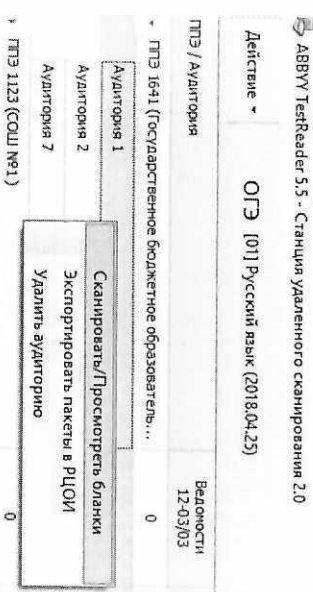 ABBYY TestReader 5.5 - Станция удаленного сканирования 2.0
Действие
ОГЭ [01] Русский язык (2018.04.25)
ППЭ / Аудитория
Ведомости
12-03/03
ППЭ 1641 (Государственное бюджетное образователь...
0
Аудитория 1
Сканировать/Просмотреть бланки
Аудитория 2
Экспортировать пакеты в РЦОИ
Аудитория 7
Удалить аудиторию
ППЭ 1123 (СОШ №1)
0